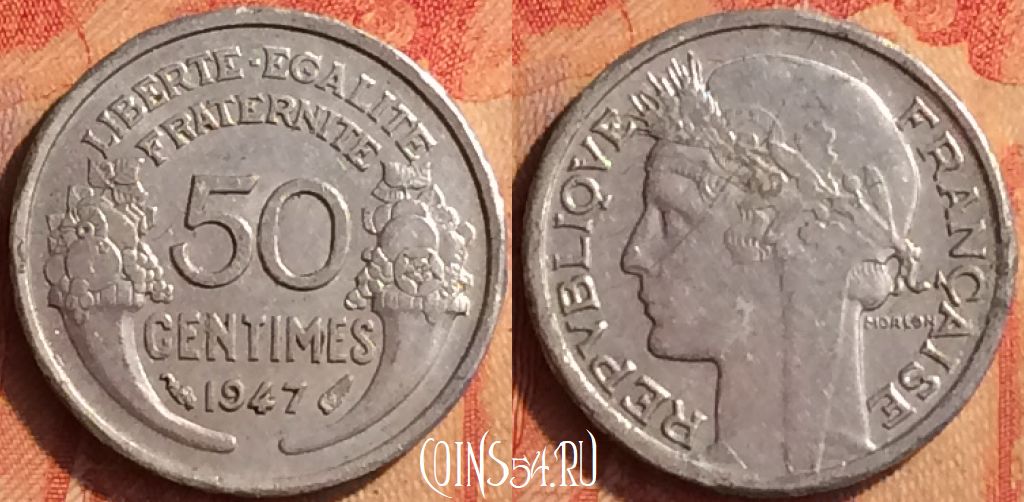 LIBERTE·EGALITE
FRATERNITE
50
CENTIMES
1947
REPVBLIQVE FRANÇAISE
MORLON
COINS54.RU